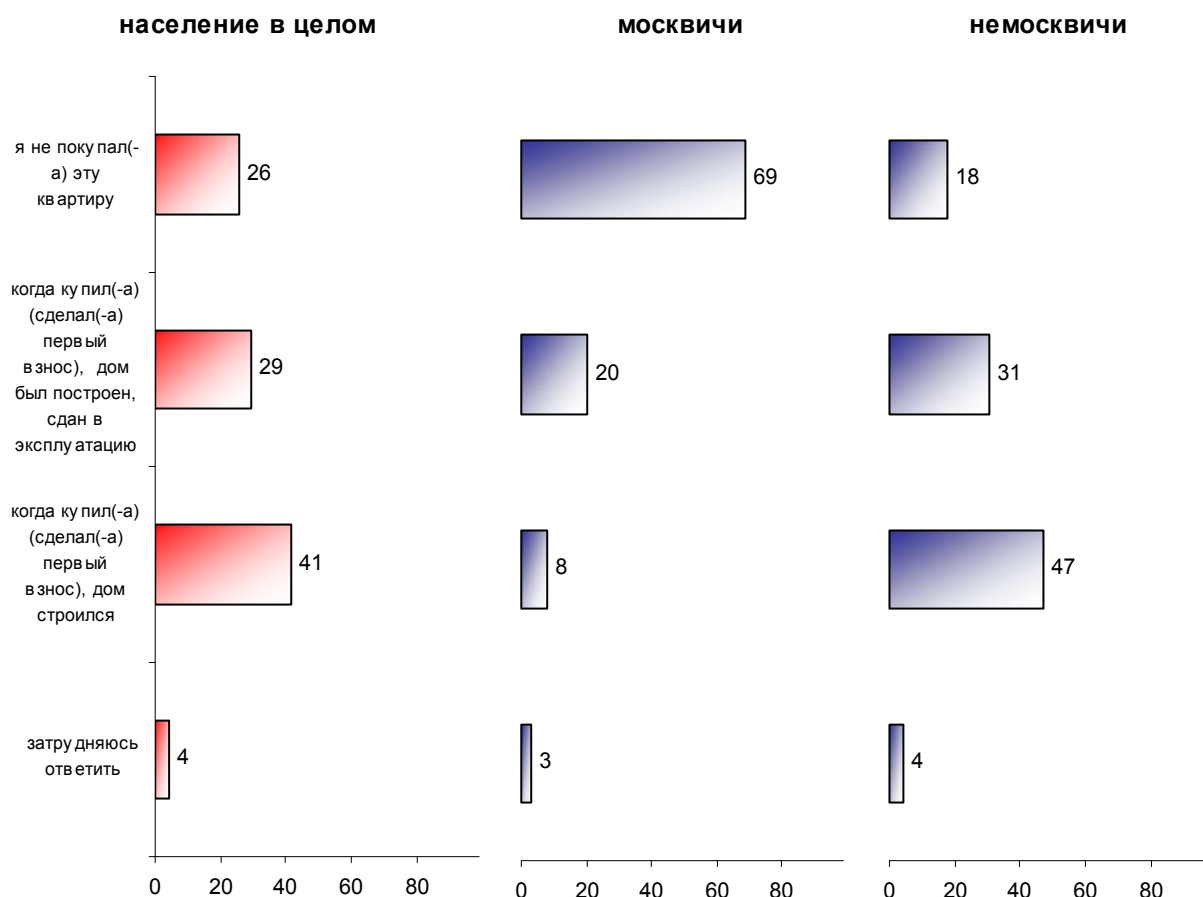 население в целом
москвичи
немосквичи
я не покупал(-
а) эту
квартиру
26
69
18
когда купил(-а)
(сделал(-а)
первый
взнос), дом
был построен,
сдан в
эксплуатацию
29
20
31
когда купил(-а)
(сделал(-а)
первый
взнос), дом
строился
41
8
47
затрудняюсь
ответить
4
3
4
0 20 40 60 80
0 20 40 60 80
0 20 40 60 80